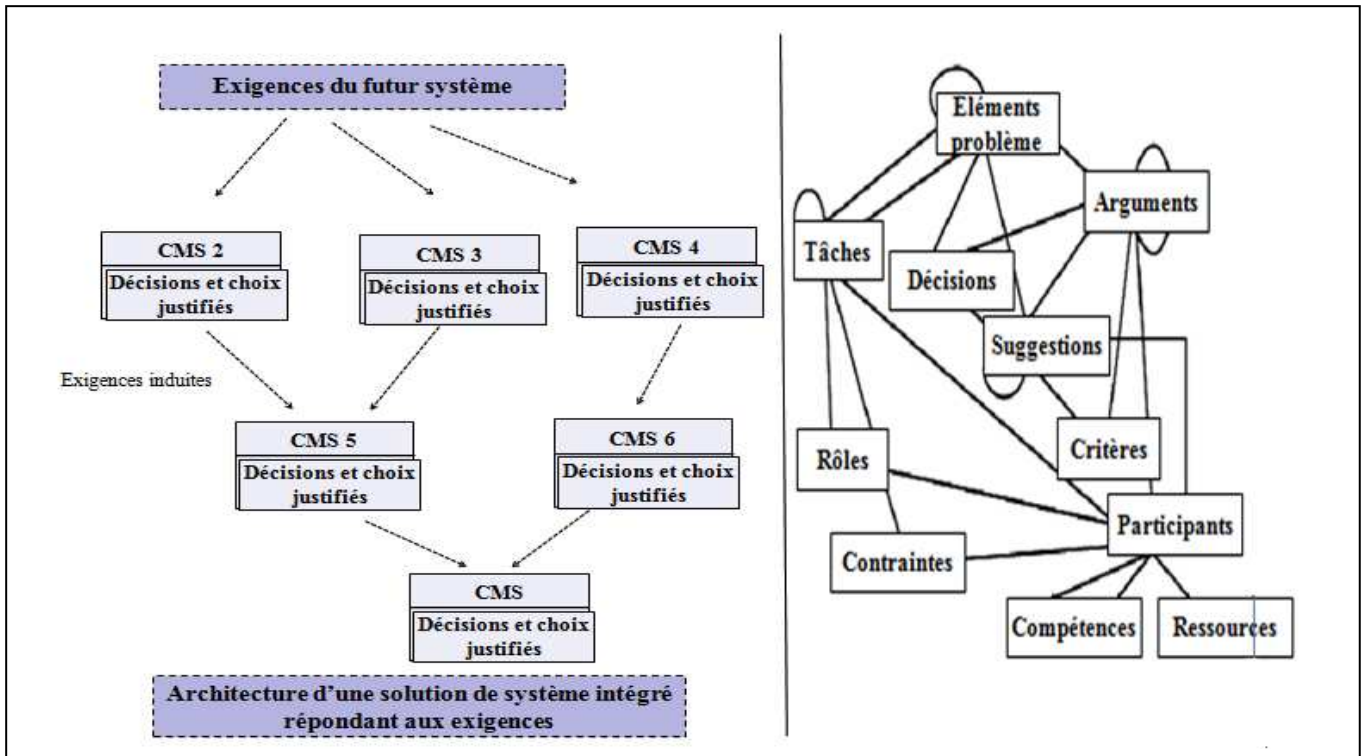 Exigences du futur système
CMS 2
Décisions et choix
justifiés
CMS 3
Décisions et choix
justifiés
CMS 4
Décisions et choix
justifiés
Exigences induites
CMS 5
Décisions et choix
justifiés
CMS 6
Décisions et choix
justifiés
CMS
Décisions et choix
justifiés
Architecture d'une solution de système intégré
répondant aux exigences
Eléments
problème
Arguments
Tâches
Décisions
Suggestions
Critères
Rôles
Participants
Contraintes
Compétences
Ressources